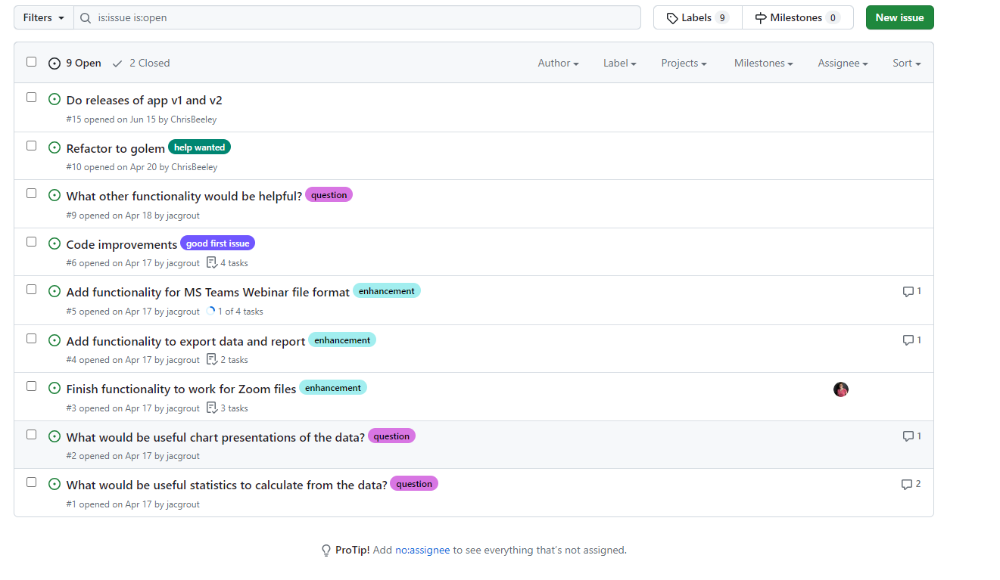 Filters is:issue is:open Labels 9 Milestones 0 New issue
9 Open 2 Closed Author Label Projects Milestones Assignee Sort
Do releases of app v1 and v2
#15 opened on Jun 15 by ChrisBeeley
Refactor to golem help wanted
#10 opened on Apr 20 by ChrisBeeley
What other functionality would be helpful? question
#9 opened on Apr 18 by jacgrout
Code improvements good first issue
#6 opened on Apr 17 by jacgrout 4 tasks
Add functionality for MS Teams Webinar file format enhancement 1
#5 opened on Apr 17 by jacgrout 1 of 4 tasks
Add functionality to export data and report enhancement 1
#4 opened on Apr 17 by jacgrout 2 tasks
Finish functionality to work for Zoom files enhancement
#3 opened on Apr 17 by jacgrout 3 tasks
What would be useful chart presentations of the data? question 1
#2 opened on Apr 17 by jacgrout
What would be useful statistics to calculate from the data? question 2
#1 opened on Apr 17 by jacgrout
ProTip! Add no:assignee to see everything that's not assigned.